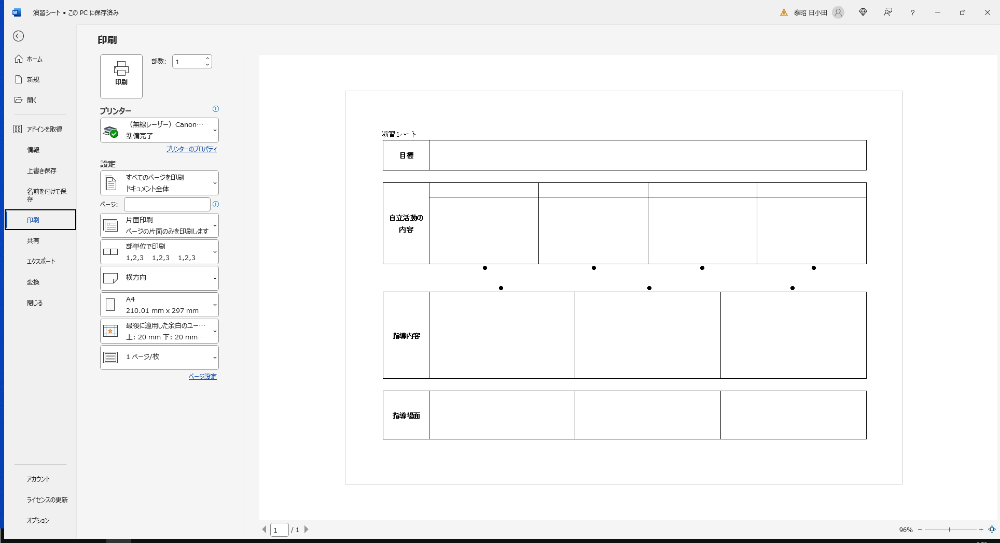 演習シート • この PC に保存済み
泰昭 日小田
?
ホーム
新規
開く
アドインを取得
情報
上書き保存
名前を付けて保
存
印刷
共有
エクスポート
変換
閉じる
アカウント
ライセンスの更新
オプション
印刷
印刷
部数:
1
プリンター
（無線レーザー）Canon…
準備完了
プリンターのプロパティ
設定
すべてのページを印刷
ドキュメント全体
ページ:
片面印刷
ページの片面のみを印刷します
部単位で印刷
1,2,3 1,2,3 1,2,3
横方向
A4
210.01 mm x 297 mm
最後に適用した余白のユー…
上: 20 mm 下: 20 mm…
1 ページ/枚
ページ設定
演習シート
目標
自立活動の
内容
指導内容
指導場面
1 / 1
96%